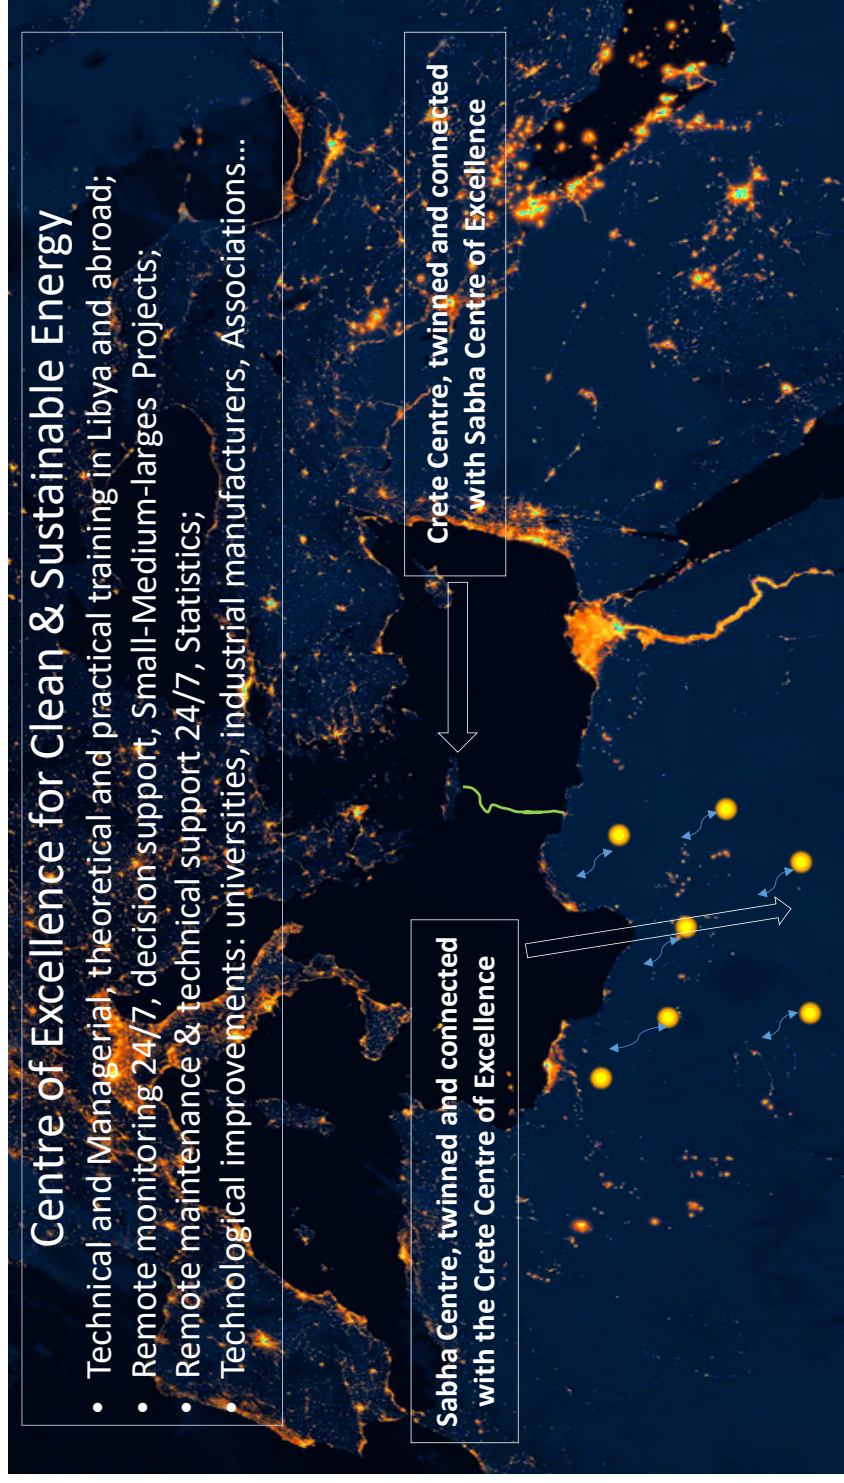 Centre of Excellence for Clean & Sustainable Energy
• Technical and Managerial, theoretical and practical training in Libya and abroad;
• Remote monitoring 24/7, decision support, Small-Medium-larges Projects;
• Remote maintenance & technical support 24/7, Statistics;
• Technological improvements: universities, industrial manufacturers, Associations…
Crete Centre, twinned and connected
with Sabha Centre of Excellence
Sabha Centre, twinned and connected
with the Crete Centre of Excellence